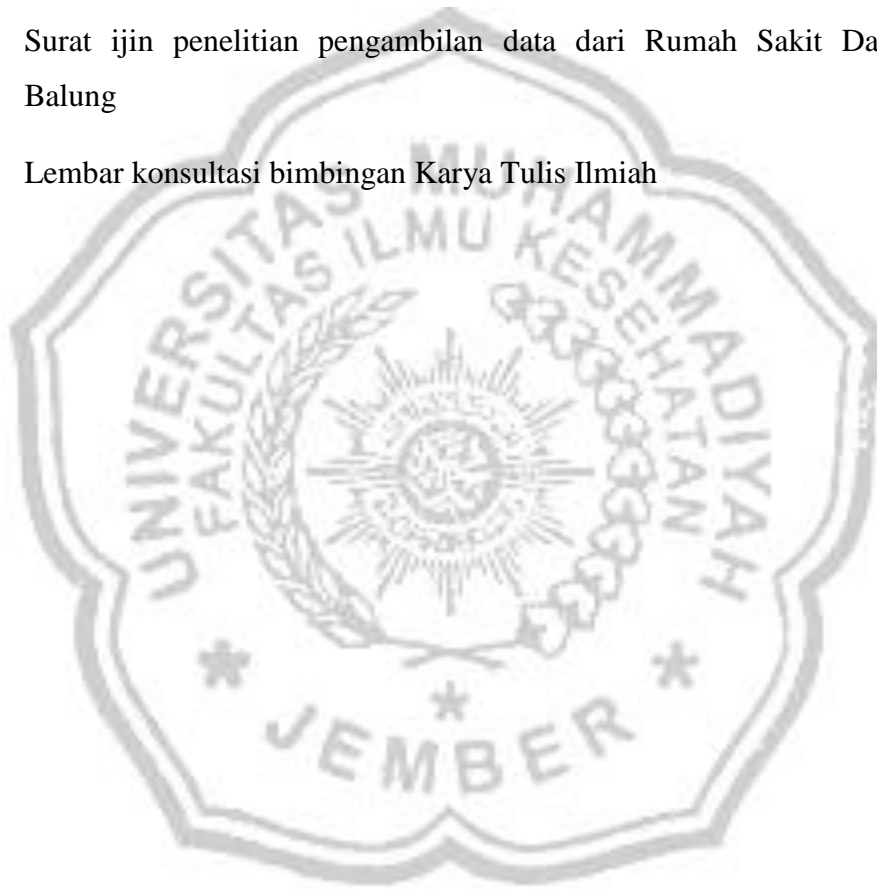 Surat ijin penelitian pengambilan data dari Rumah Sakit Da
Balung
Lembar konsultasi bimbingan Karya Tulis Ilmiah
UNIVERSITAS MUHAMMADIYAH
FAKULTAS ILMU KESEHATAN
* JEMBER *
*